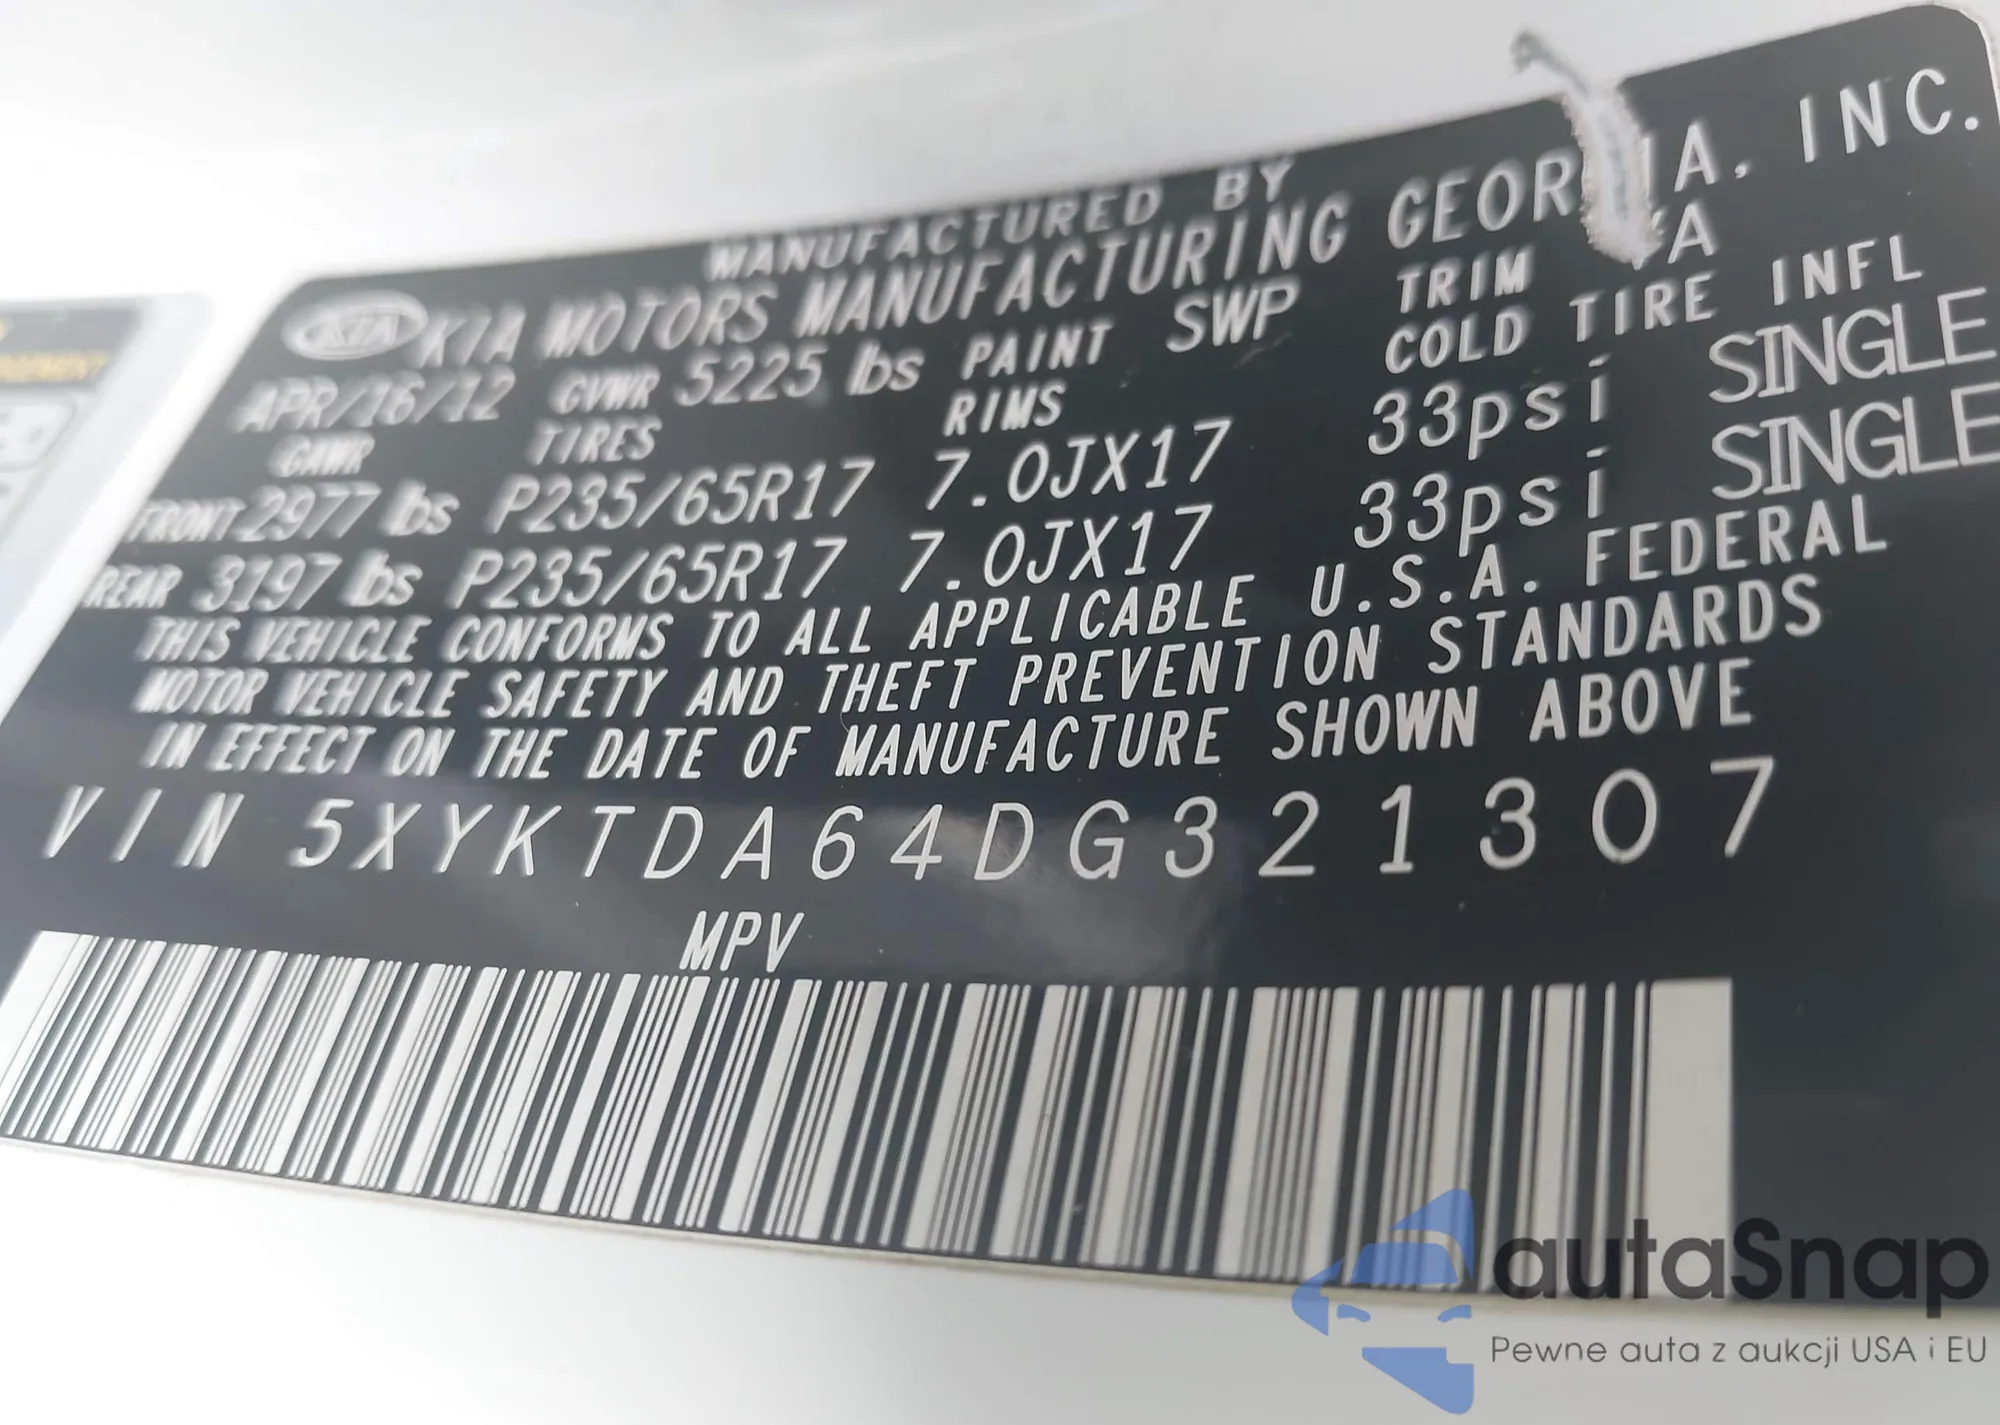 MANUFACTURED BY
KIA KIA MOTORS MANUFACTURING GEORGIA, INC.
APR/16/12 GVWR 5225 lbs PAINT SWP TRIM
GAWR TIRES RIMS COLD TIRE INFL
FRONT 2977 lbs P235/65R17 7.0JX17 33psi SINGLE
REAR 3197 lbs P235/65R17 7.0JX17 33psi SINGLE
THIS VEHICLE CONFORMS TO ALL APPLICABLE U.S.A. FEDERAL
MOTOR VEHICLE SAFETY AND THEFT PREVENTION STANDARDS
IN EFFECT ON THE DATE OF MANUFACTURE SHOWN ABOVE
VIN 5XYKTDA64DG321307
MPV
autaSnap
Pewne auta z aukcji USA i EU